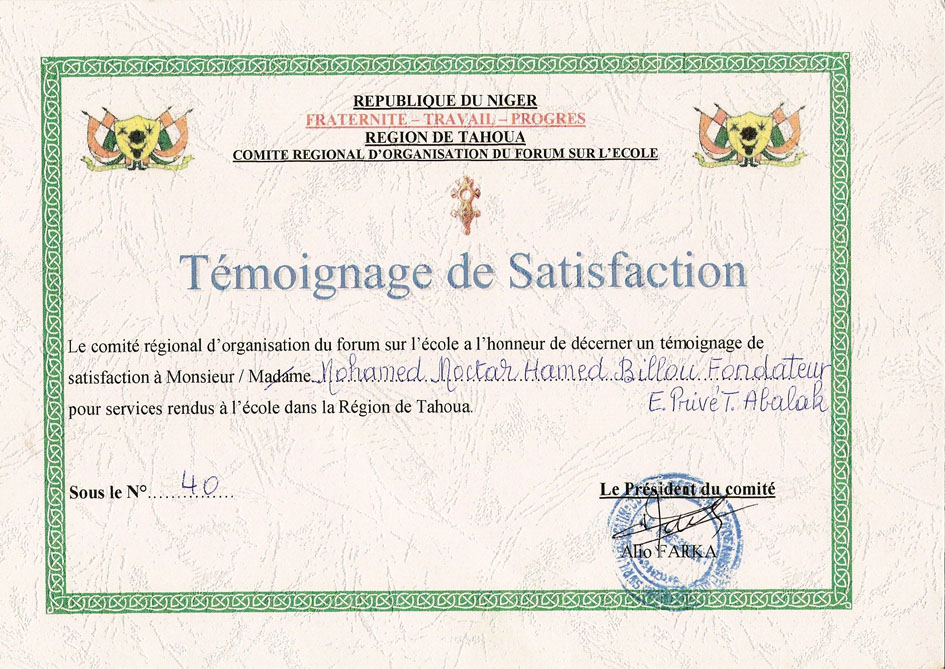 REPUBLIQUE DU NIGER
FRATERNITE – TRAVAIL – PROGRES
REGION DE TAHOUA
COMITE REGIONAL D'ORGANISATION DU FORUM SUR L'ECOLE
Témoignage de Satisfaction
Le comité régional d'organisation du forum sur l'école a l'honneur de décerner un témoignage de
satisfaction à Monsieur / Madame Mohamed Moctar Hamed Billou Fondateur
pour services rendus à l'école dans la Région de Tahoua. E. Privé T. Abalak
Sous le N°......40......
Le Président du comité
Alio FARKA